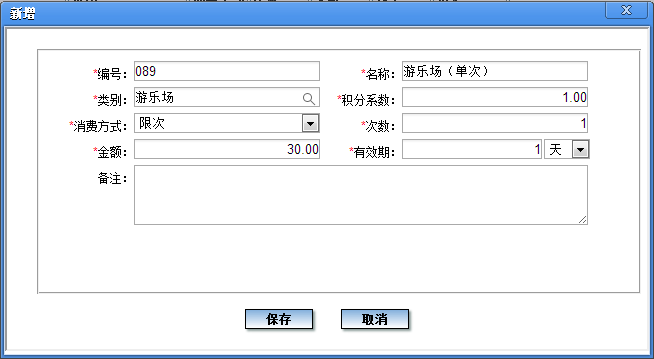 新增
*编号： 089 *名称： 游乐场（单次）
*类别： 游乐场 *积分系数： 1.00
*消费方式： 限次 *次数： 1
*金额： 30.00 *有效期： 1 天
备注：
保存 取消